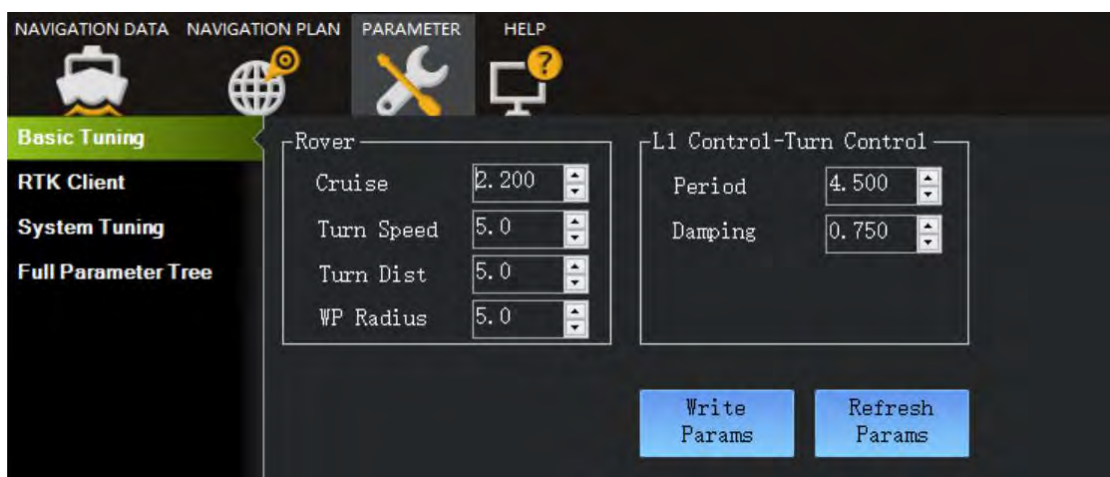 NAVIGATION DATA NAVIGATION PLAN PARAMETER HELP
?
Basic Tuning
RTK Client
System Tuning
Full Parameter Tree
Rover
Cruise 2.200
Turn Speed 5.0
Turn Dist 5.0
WP Radius 5.0
L1 Control-Turn Control
Period 4.500
Damping 0.750
Write
Params
Refresh
Params